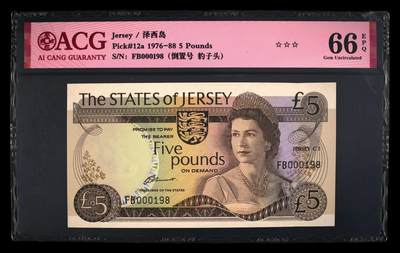 ACG
AI CANG GUARANTY
Jersey / 泽西岛
Pick#12a 1976-88 5 Pounds
S/N: FB000198 (倒置号 豹子头)
☆☆☆
66 EPQ
Gem Uncirculated
The STATES of JERSEY
£5
PROMISE TO PAY
THE BEARER
Five
pounds
ON DEMAND
JERSEY C.I.
FB000198
TREASURER OF THE STATES
£5
FB000198
£5